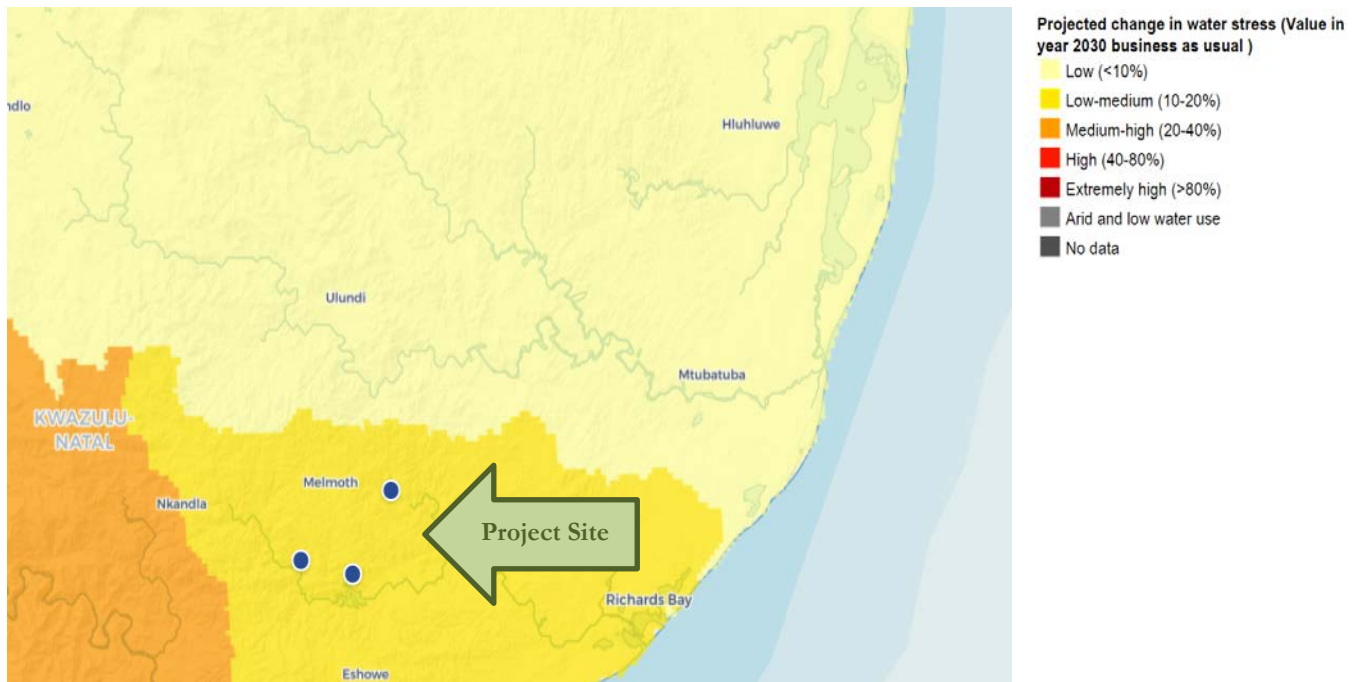 ndlo
Hluhluwe
Ulundi
Mtubatuba
KWAZULU-
NATAL
Melmoth
Nkandla
Project Site
Richards Bay
Eshowe
Projected change in water stress (Value in
year 2030 business as usual )
Low (<10%)
Low-medium (10-20%)
Medium-high (20-40%)
High (40-80%)
Extremely high (>80%)
Arid and low water use
No data